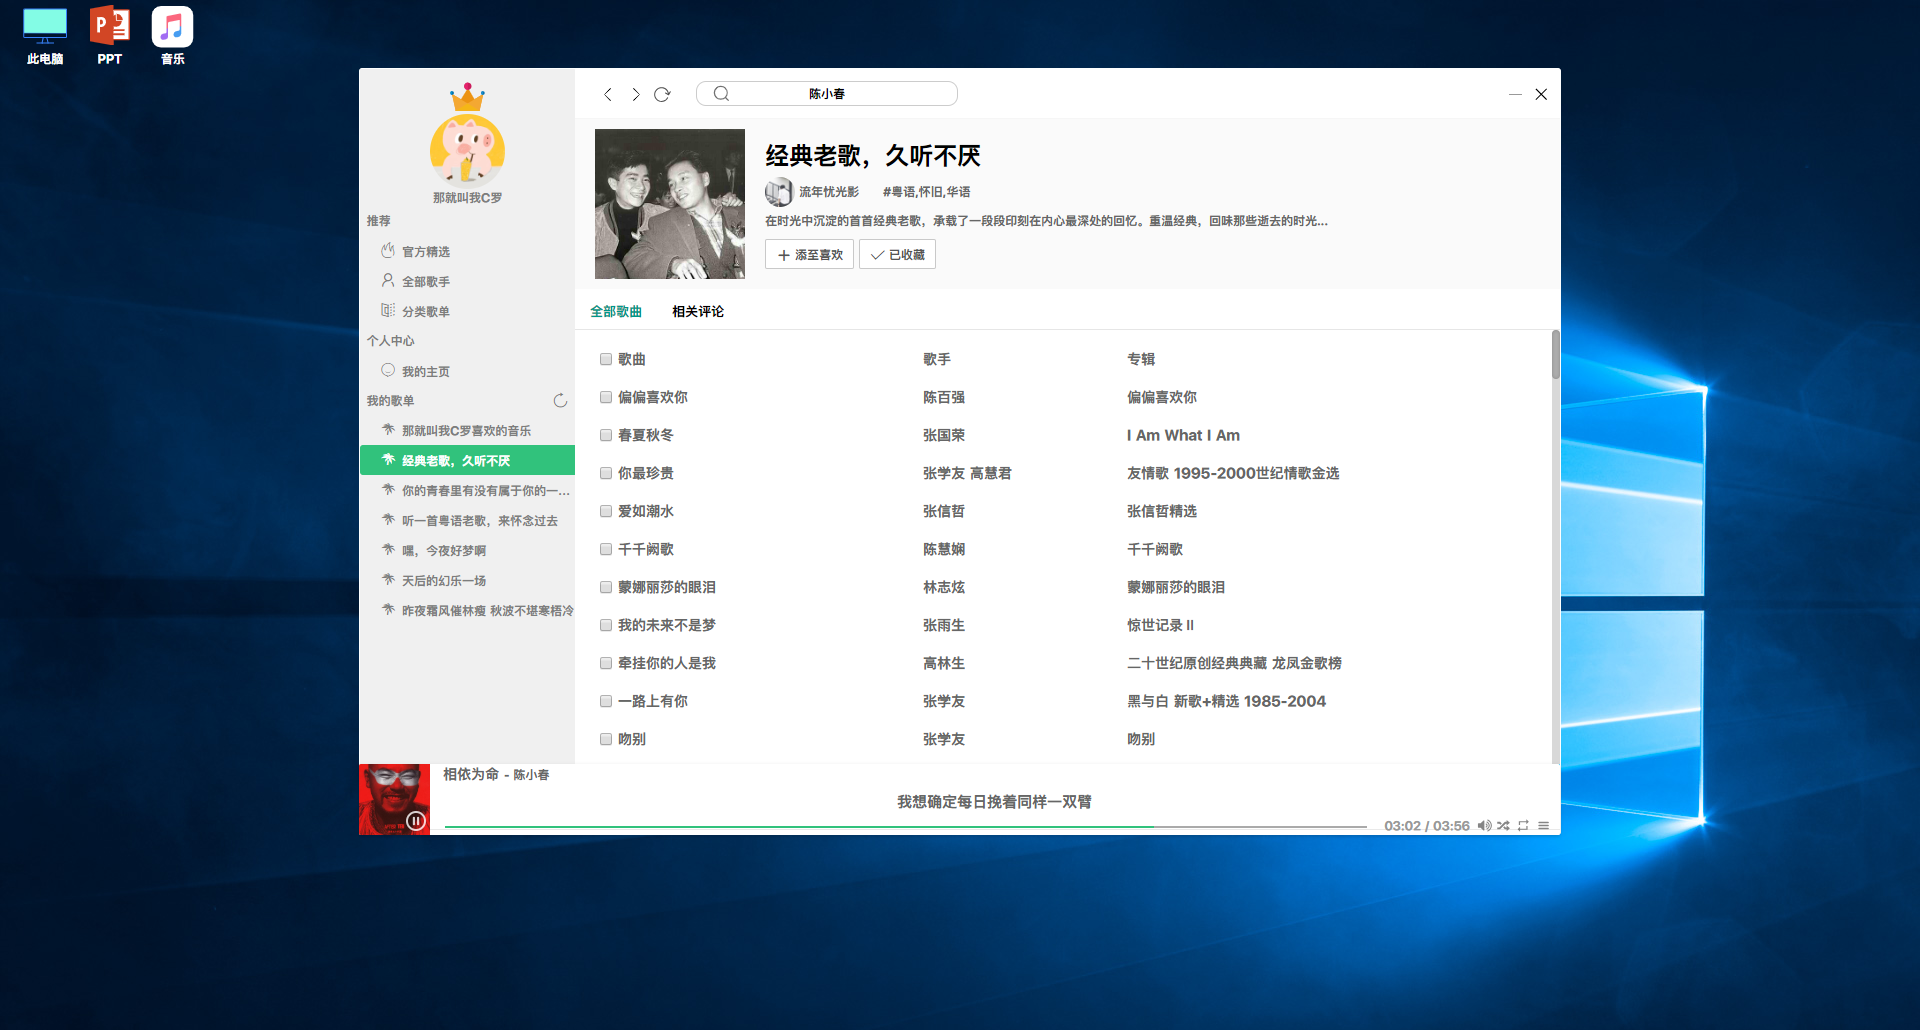 此电脑
PPT
音乐
陈小春
那就叫我C罗
推荐
官方精选
全部歌手
分类歌单
个人中心
我的主页
我的歌单
那就叫我C罗喜欢的音乐
经典老歌，久听不厌
你的青春里有没有属于你的一...
听一首粤语老歌，来怀念过去
嘿，今夜好梦啊
天后的幻乐一场
昨夜霜风催林瘦 秋波不堪寒梧冷
经典老歌，久听不厌
流年忧光影 #粤语,怀旧,华语
在时光中沉淀的首首经典老歌，承载了一段段印刻在内心最深处的回忆。重温经典，回味那些逝去的时光...
添至喜欢 已收藏
全部歌曲 相关评论
歌曲 歌手 专辑
偏偏喜欢你 陈百强 偏偏喜欢你
春夏秋冬 张国荣 I Am What I Am
你最珍贵 张学友 高慧君 友情歌 1995-2000世纪情歌金选
爱如潮水 张信哲 张信哲精选
千千阙歌 陈慧娴 千千阙歌
蒙娜丽莎的眼泪 林志炫 蒙娜丽莎的眼泪
我的未来不是梦 张雨生 惊世记录 II
牵挂你的人是我 高林生 二十世纪原创经典典藏 龙凤金歌榜
一路上有你 张学友 黑与白 新歌+精选 1985-2004
吻别 张学友 吻别
相依为命 - 陈小春
我想确定每日挽着同样一双臂
03:02 / 03:56